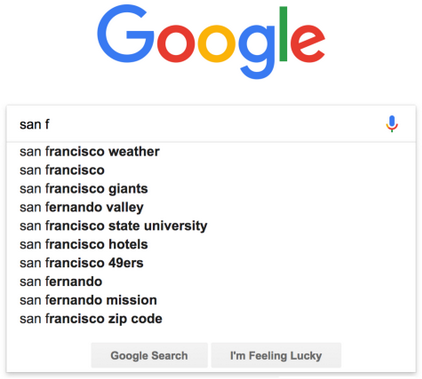 Google
san f
san francisco weather
san francisco
san francisco giants
san fernando valley
san francisco state university
san francisco hotels
san francisco 49ers
san fernando
san fernando mission
san francisco zip code
Google Search I'm Feeling Lucky